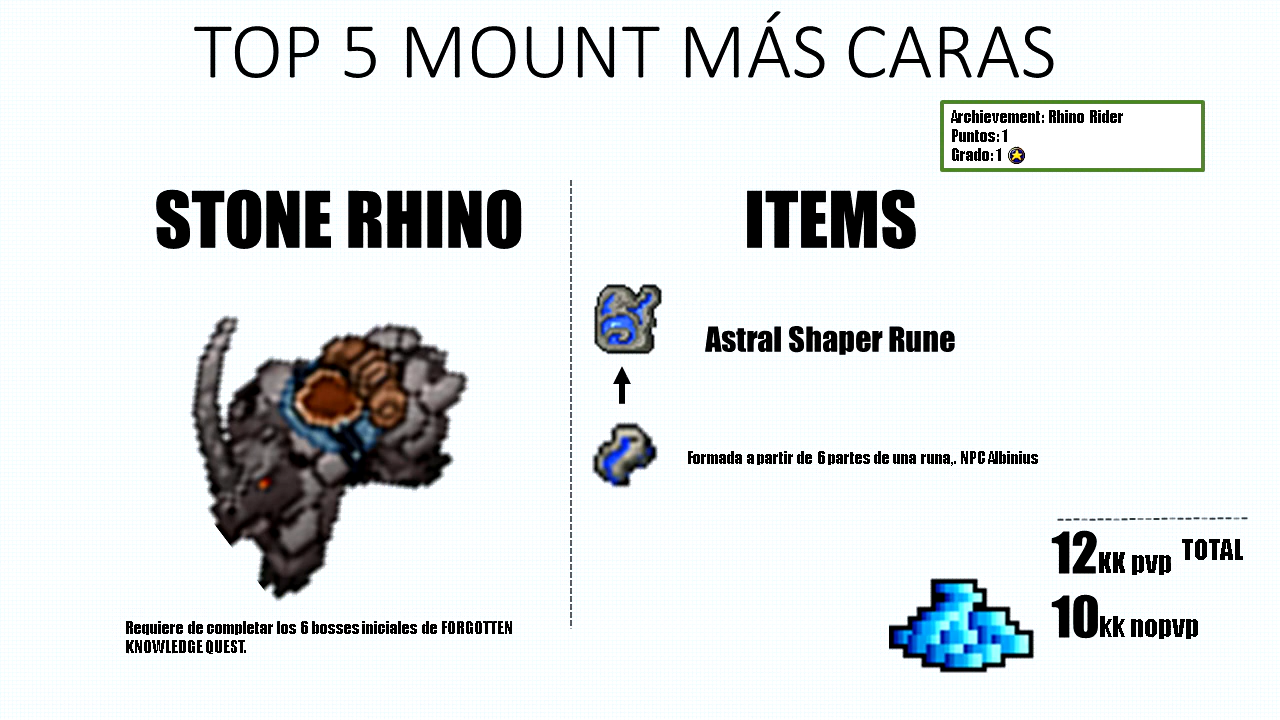 TOP 5 MOUNT MÁS CARAS
Archievement: Rhino Rider
Puntos: 1
Grado: 1
STONE RHINO
ITEMS
Astral Shaper Rune
Formada a partir de 6 partes de una runa,. NPC Albinius
12KK pvp TOTAL
10kk nopvp
Requiere de completar los 6 bosses iniciales de FORGOTTEN
KNOWLEDGE QUEST.